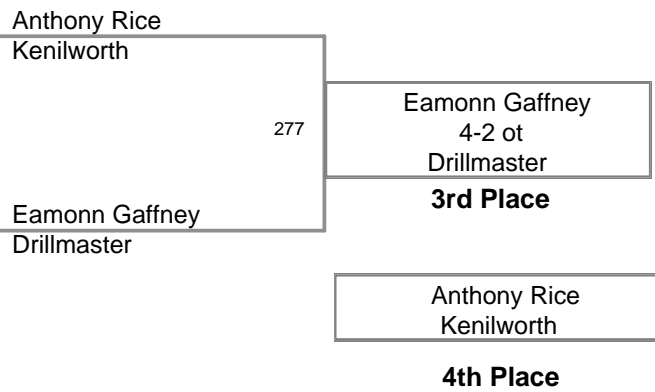 Anthony Rice
Kenilworth
277
Eamonn Gaffney
4-2 ot
Drillmaster
3rd Place
Eamonn Gaffney
Drillmaster
Anthony Rice
Kenilworth
4th Place